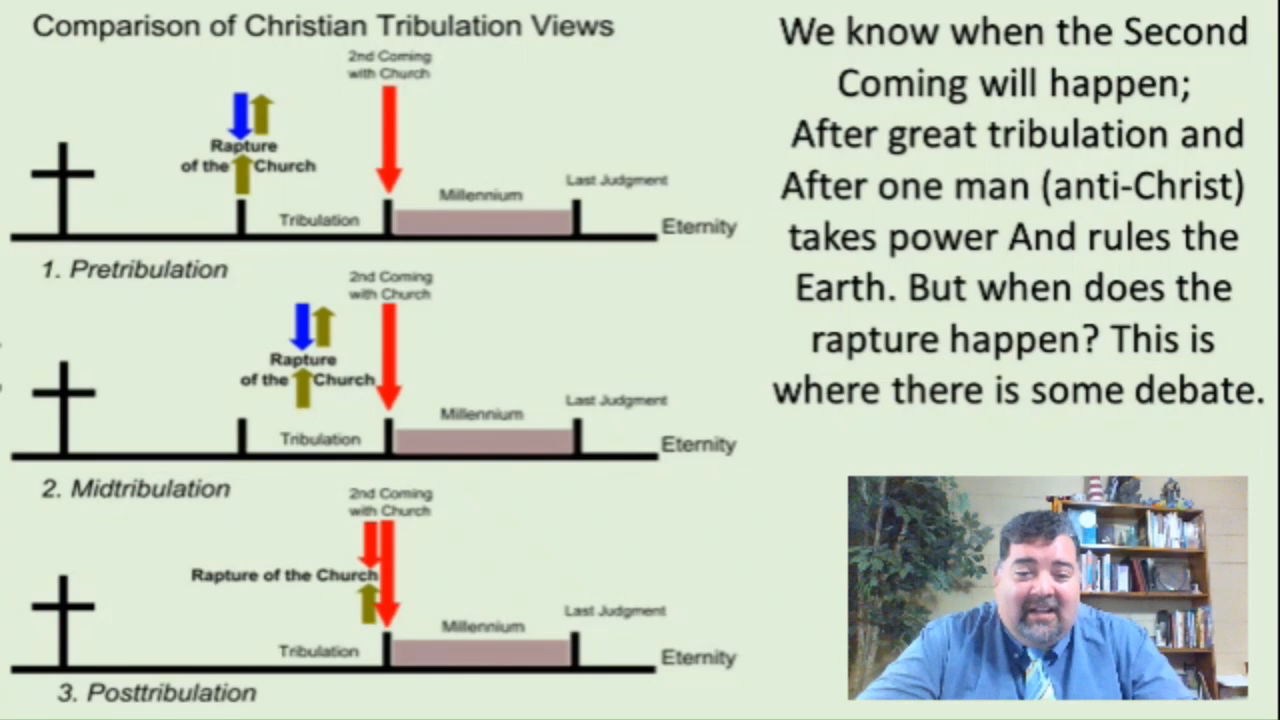 Comparison of Christian Tribulation Views
2nd Coming
with Church
Rapture
of the Church
Tribulation
Millennium
Last Judgment
Eternity
1. Pretribulation
2nd Coming
with Church
Rapture
of the Church
Tribulation
Millennium
Last Judgment
Eternity
2. Midtribulation
2nd Coming
with Church
Rapture of the Church
Tribulation
Millennium
Last Judgment
Eternity
3. Posttribulation
We know when the Second
Coming will happen;
After great tribulation and
After one man (anti-Christ)
takes power And rules the
Earth. But when does the
rapture happen? This is
where there is some debate.